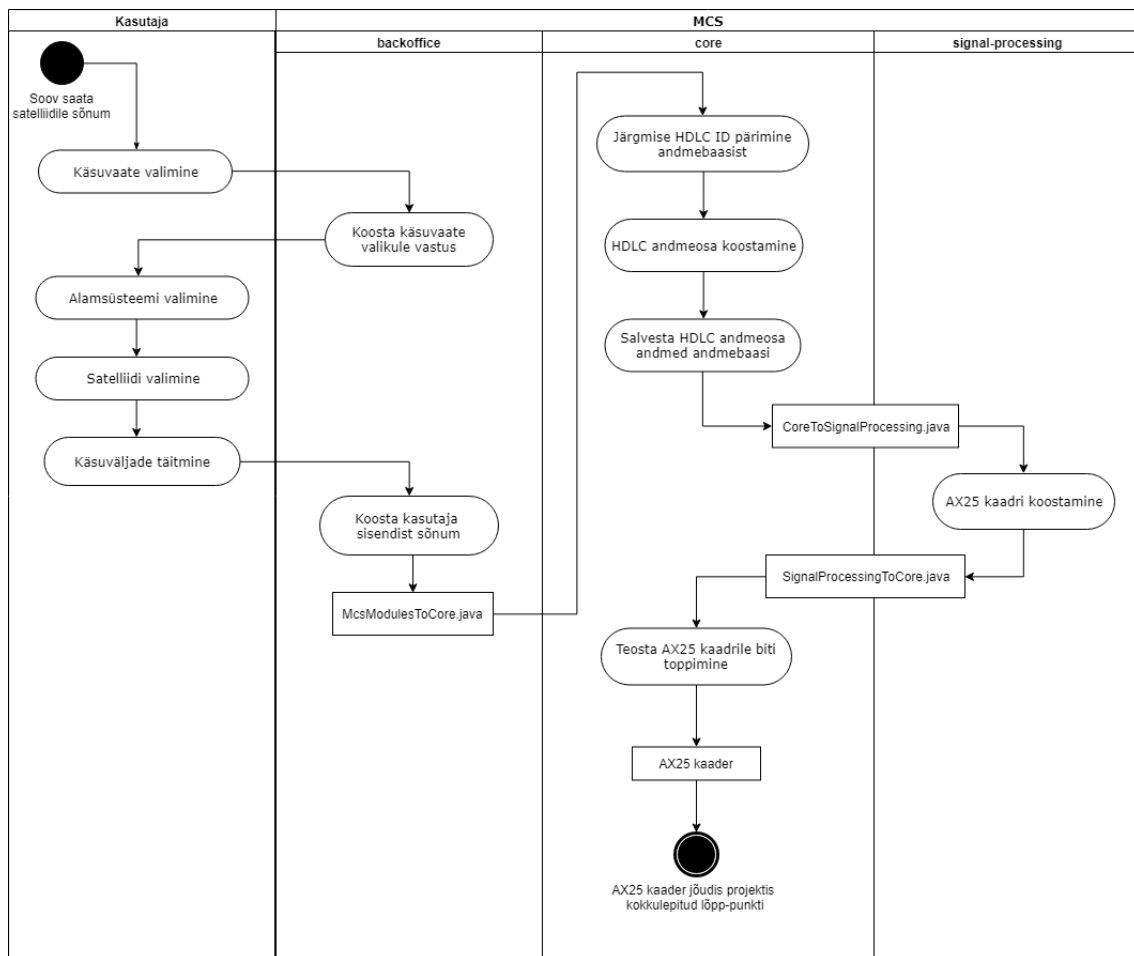 Kasutaja
MCS
backoffice
core
signal-processing
Soov saata
satelliidile sõnum
Käsuvaate valimine
Koosta käsuvaate
valikule vastus
Alamsüsteemi valimine
Satelliidi valimine
Käsuväljade täitmine
Koosta kasutaja
sisendist sõnum
McsModulesToCore.java
Järgmise HDLC ID pärimine
andmebaasist
HDLC andmeosa koostamine
Salvesta HDLC andmeosa
andmed andmebaasi
CoreToSignalProcessing.java
AX25 kaadri koostamine
SignalProcessingToCore.java
Teosta AX25 kaadrile biti
toppimine
AX25 kaader
AX25 kaader jõudis projektis
kokkulepitud lõpp-punkti